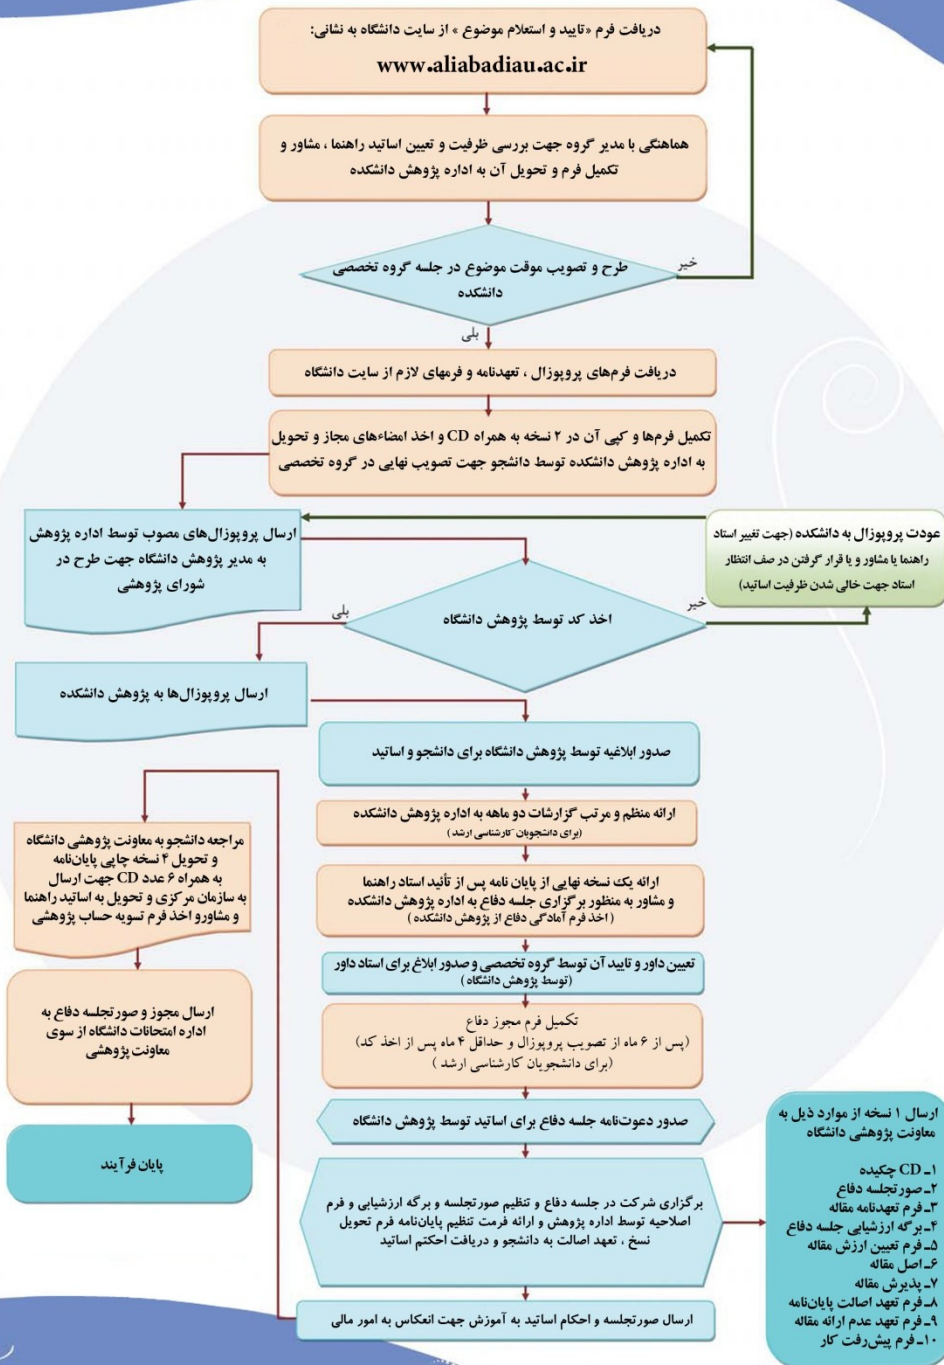 دریافت فرم «تایید و استعلام موضوع» از سایت دانشگاه به نشانی:
www.aliabadiau.ac.ir
هماهنگی با مدیر گروه جهت بررسی ظرفیت و تعیین اساتید راهنما ، مشاور و
تکمیل فرم و تحویل آن به اداره پژوهش دانشکده
طرح و تصویب موقت موضوع در جلسه گروه تخصصی
دانشکده
خیر
بلی
دریافت فرم‌های پروپوزال ، تعهدنامه و فرمهای لازم از سایت دانشگاه
تکمیل فرم‌ها و کپی آن در ۲ نسخه به همراه CD و اخذ امضاءهای مجاز و تحویل
به اداره پژوهش دانشکده توسط دانشجو جهت تصویب نهایی در گروه تخصصی
ارسال پروپوزال‌های مصوب توسط اداره پژوهش
به مدیر پژوهش دانشگاه جهت طرح در
شورای پژوهشی
عودت پروپوزال به دانشکده (جهت تغییر استاد
راهنما یا مشاور و یا قرار گرفتن در صف انتظار
استاد جهت خالی شدن ظرفیت اساتید)
اخذ کد توسط پژوهش دانشگاه
خیر
بلی
ارسال پروپوزال‌ها به پژوهش دانشکده
صدور ابلاغیه توسط پژوهش دانشگاه برای دانشجو و اساتید
ارائه منظم و مرتب گزارشات دو ماهه به اداره پژوهش دانشکده
(برای دانشجویان کارشناسی ارشد)
ارائه یک نسخه نهایی از پایان نامه پس از تأئید استاد راهنما
و مشاور به منظور برگزاری جلسه دفاع به اداره پژوهش دانشکده
(اخذ فرم آمادگی دفاع از پژوهش دانشکده)
تعیین داور و تایید آن توسط گروه تخصصی و صدور ابلاغ برای استاد داور
(توسط پژوهش دانشگاه)
تکمیل فرم مجوز دفاع
(پس از ۶ ماه از تصویب پروپوزال و حداقل ۴ ماه پس از اخذ کد)
(برای دانشجویان کارشناسی ارشد)
صدور دعوت‌نامه جلسه دفاع برای اساتید توسط پژوهش دانشگاه
برگزاری شرکت در جلسه دفاع و تنظیم صورتجلسه و برگه ارزشیابی و فرم
اصلاحیه توسط اداره پژوهش و ارائه فرمت تنظیم پایان‌نامه فرم تحویل
نسخ ، تعهد اصالت به دانشجو و دریافت احکتم اساتید
ارسال صورتجلسه و احکام اساتید به آموزش جهت انعکاس به امور مالی
ارسال ۱ نسخه از موارد ذیل به
معاونت پژوهشی دانشگاه
۱ـ CD چکیده
۲ـ صورتجلسه دفاع
۳ـ فرم تعهدنامه مقاله
۴ـ برگه ارزشیابی جلسه دفاع
۵ـ فرم تعیین ارزش مقاله
۶ـ اصل مقاله
۷ـ پذیرش مقاله
۸ـ فرم تعهد اصالت پایان‌نامه
۹ـ فرم تعهد عدم ارائه مقاله
۱۰ـ فرم پیش‌رفت کار
مراجعه دانشجو به معاونت پژوهشی دانشگاه
و تحویل ۴ نسخه چاپی پایان‌نامه
به همراه ۶ عدد CD جهت ارسال
به سازمان مرکزی و تحویل به اساتید راهنما
و مشاورو اخذ فرم تسویه حساب پژوهشی
ارسال مجوز و صورتجلسه دفاع به
اداره امتحانات دانشگاه از سوی
معاونت پژوهشی
پایان فرآیند